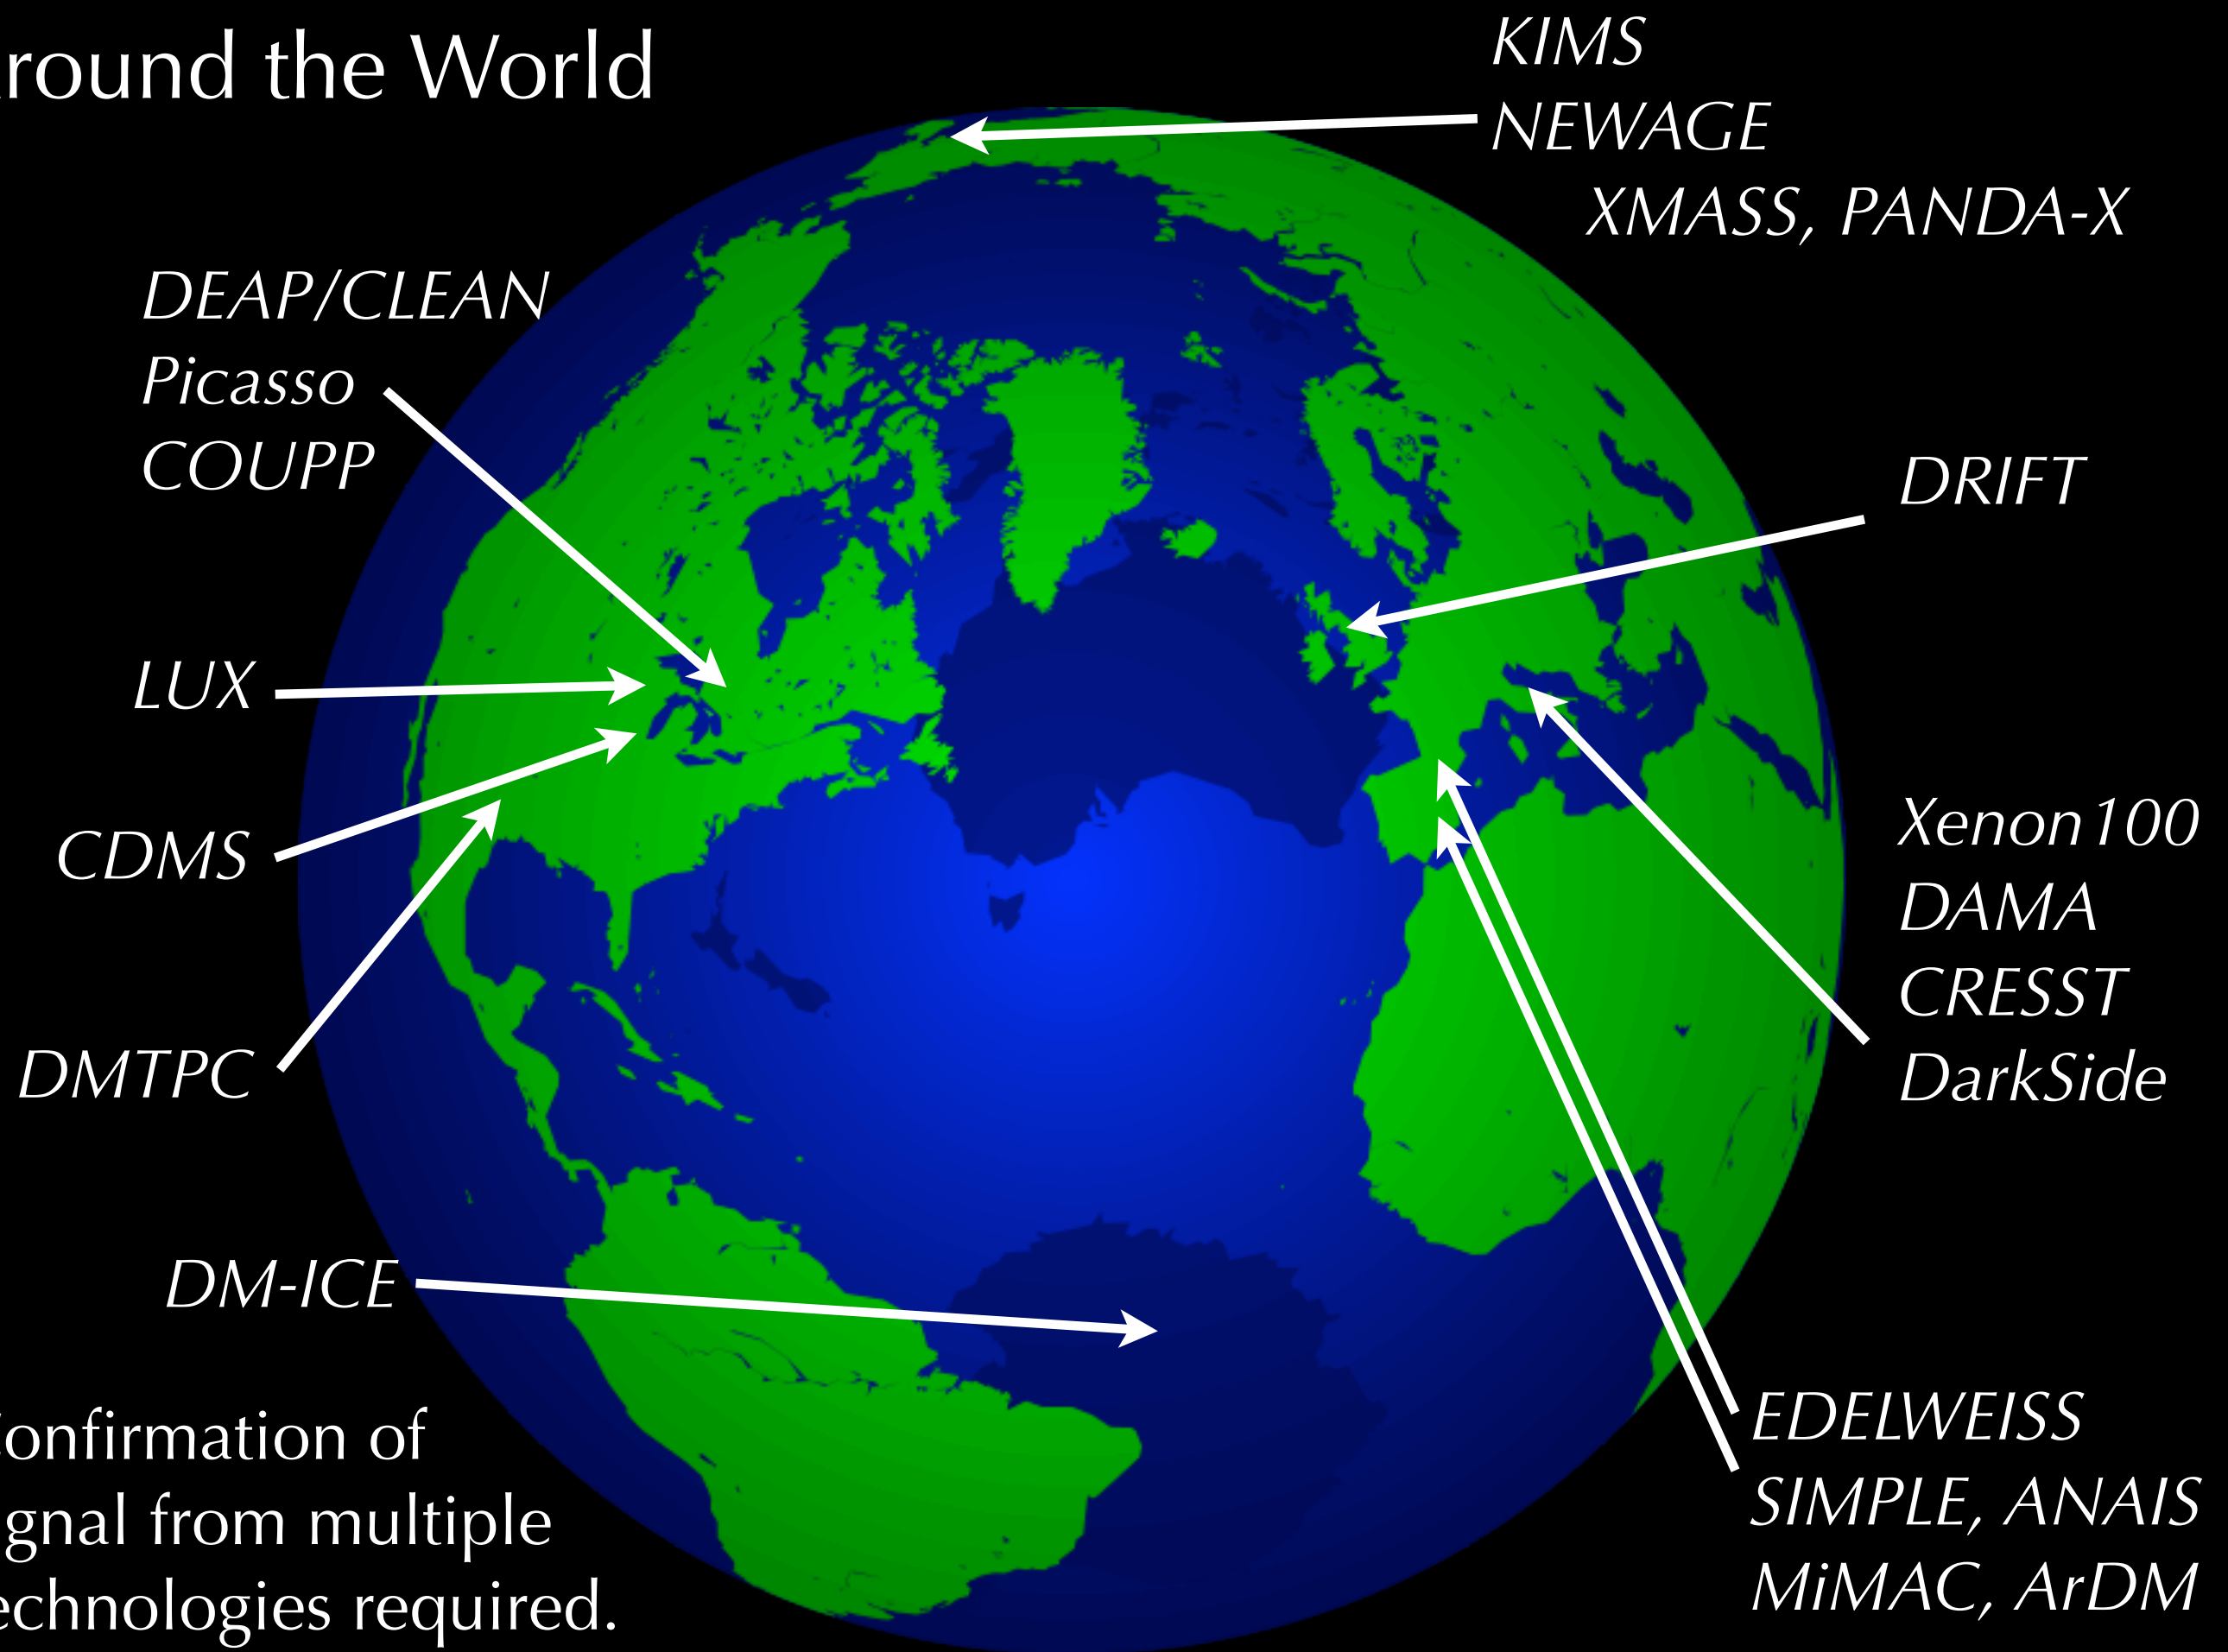 round the World
KIMS
NEWAGE
XMASS, PANDA-X
DEAP/CLEAN
Picasso
COUPP
DRIFT
LUX
CDMS
DMTPC
Xenon100
DAMA
CRESST
DarkSide
DM-ICE
EDELWEISS
SIMPLE, ANAIS
MiMAC, ArDM
onfirmation of
gnal from multiple
echnologies required.